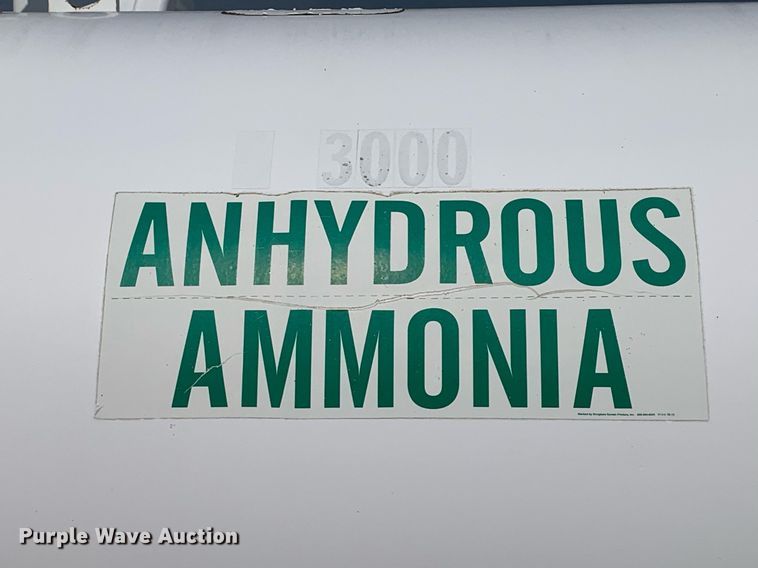 3000
ANHYDROUS
AMMONIA
Purple Wave Auction